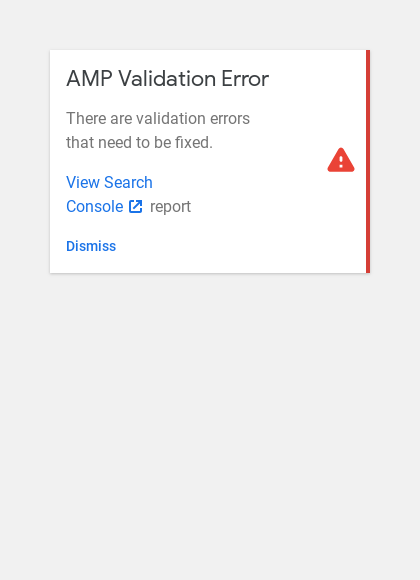 AMP Validation Error
There are validation errors
that need to be fixed.
View Search
Console report
Dismiss